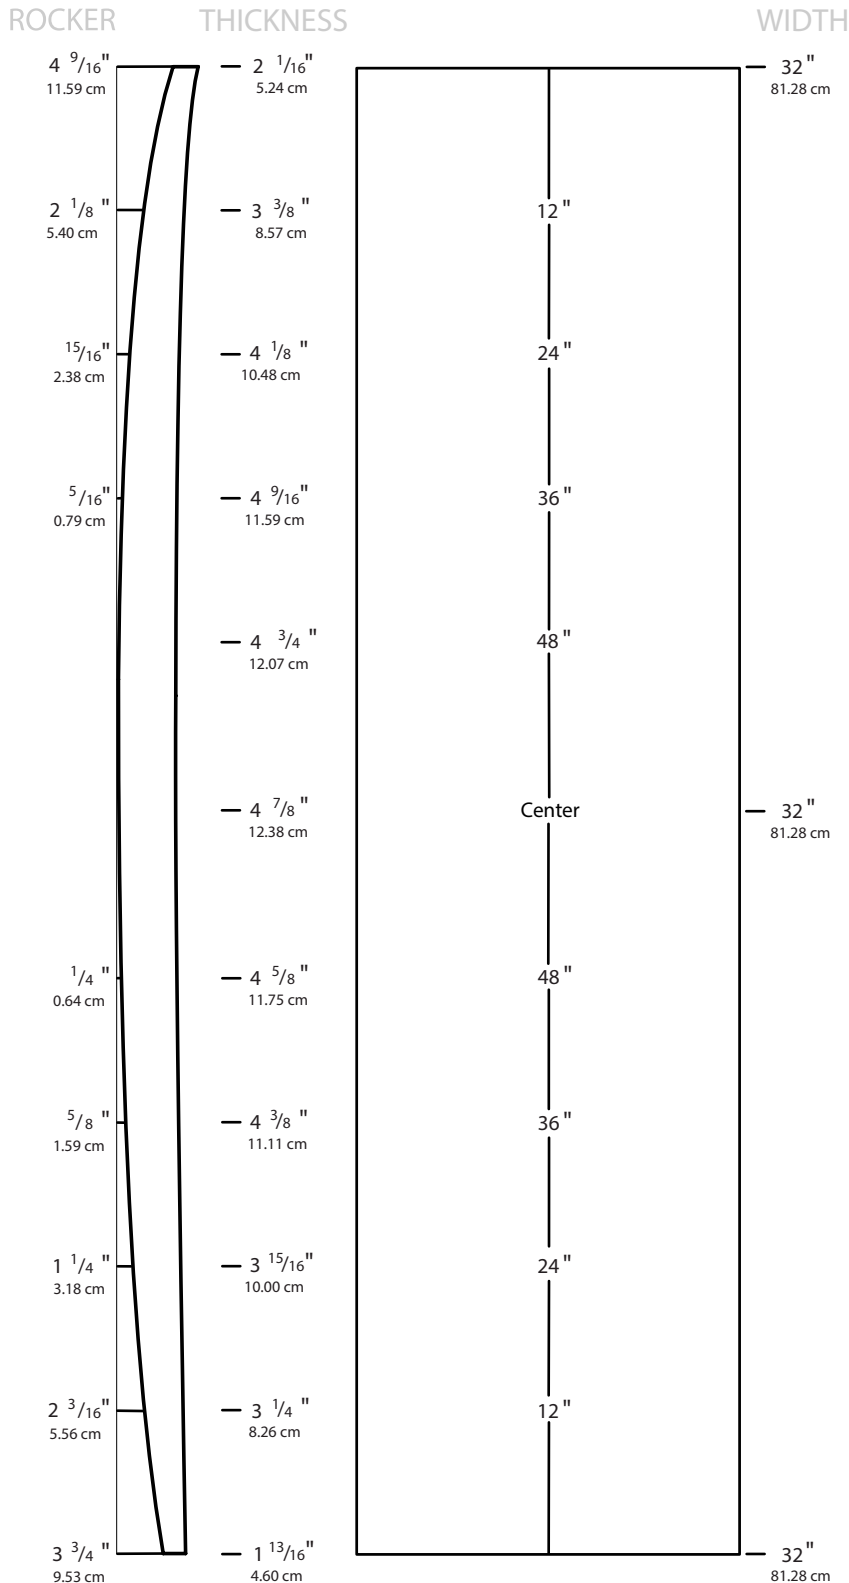 ROCKER THICKNESS WIDTH
4 9/16" 2 1/16" 32"
11.59 cm 5.24 cm 81.28 cm
2 1/8" 3 3/8" 12"
5.40 cm 8.57 cm
15/16" 4 1/8" 24"
2.38 cm 10.48 cm
5/16" 4 9/16" 36"
0.79 cm 11.59 cm
4 3/4" 48"
12.07 cm
4 7/8" Center 32"
12.38 cm 81.28 cm
1/4" 4 5/8" 48"
0.64 cm 11.75 cm
5/8" 4 3/8" 36"
1.59 cm 11.11 cm
1 1/4" 3 15/16" 24"
3.18 cm 10.00 cm
2 3/16" 3 1/4" 12"
5.56 cm 8.26 cm
3 3/4" 1 13/16" 32"
9.53 cm 4.60 cm 81.28 cm